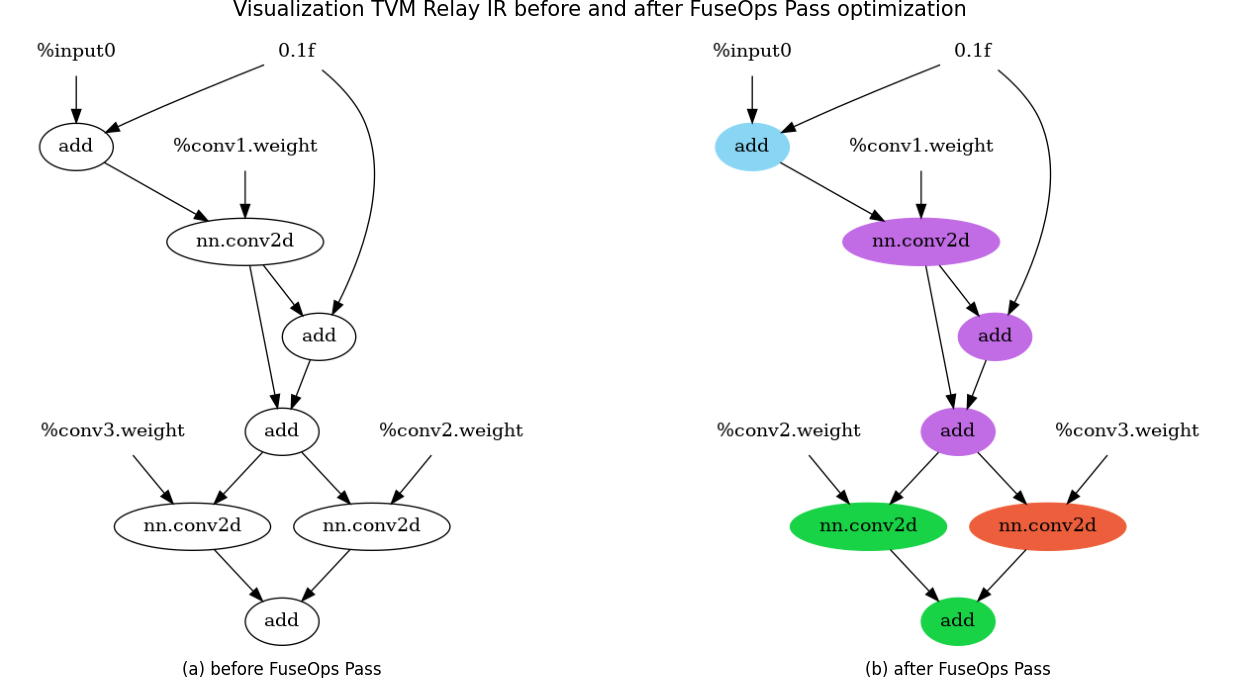 Visualization TVM Relay IR before and after FuseOps Pass optimization
%input0
0.1f
add
%conv1.weight
nn.conv2d
add
%conv3.weight
add
%conv2.weight
nn.conv2d
nn.conv2d
add
(a) before FuseOps Pass
%input0
0.1f
add
%conv1.weight
nn.conv2d
add
%conv2.weight
add
%conv3.weight
nn.conv2d
nn.conv2d
add
(b) after FuseOps Pass